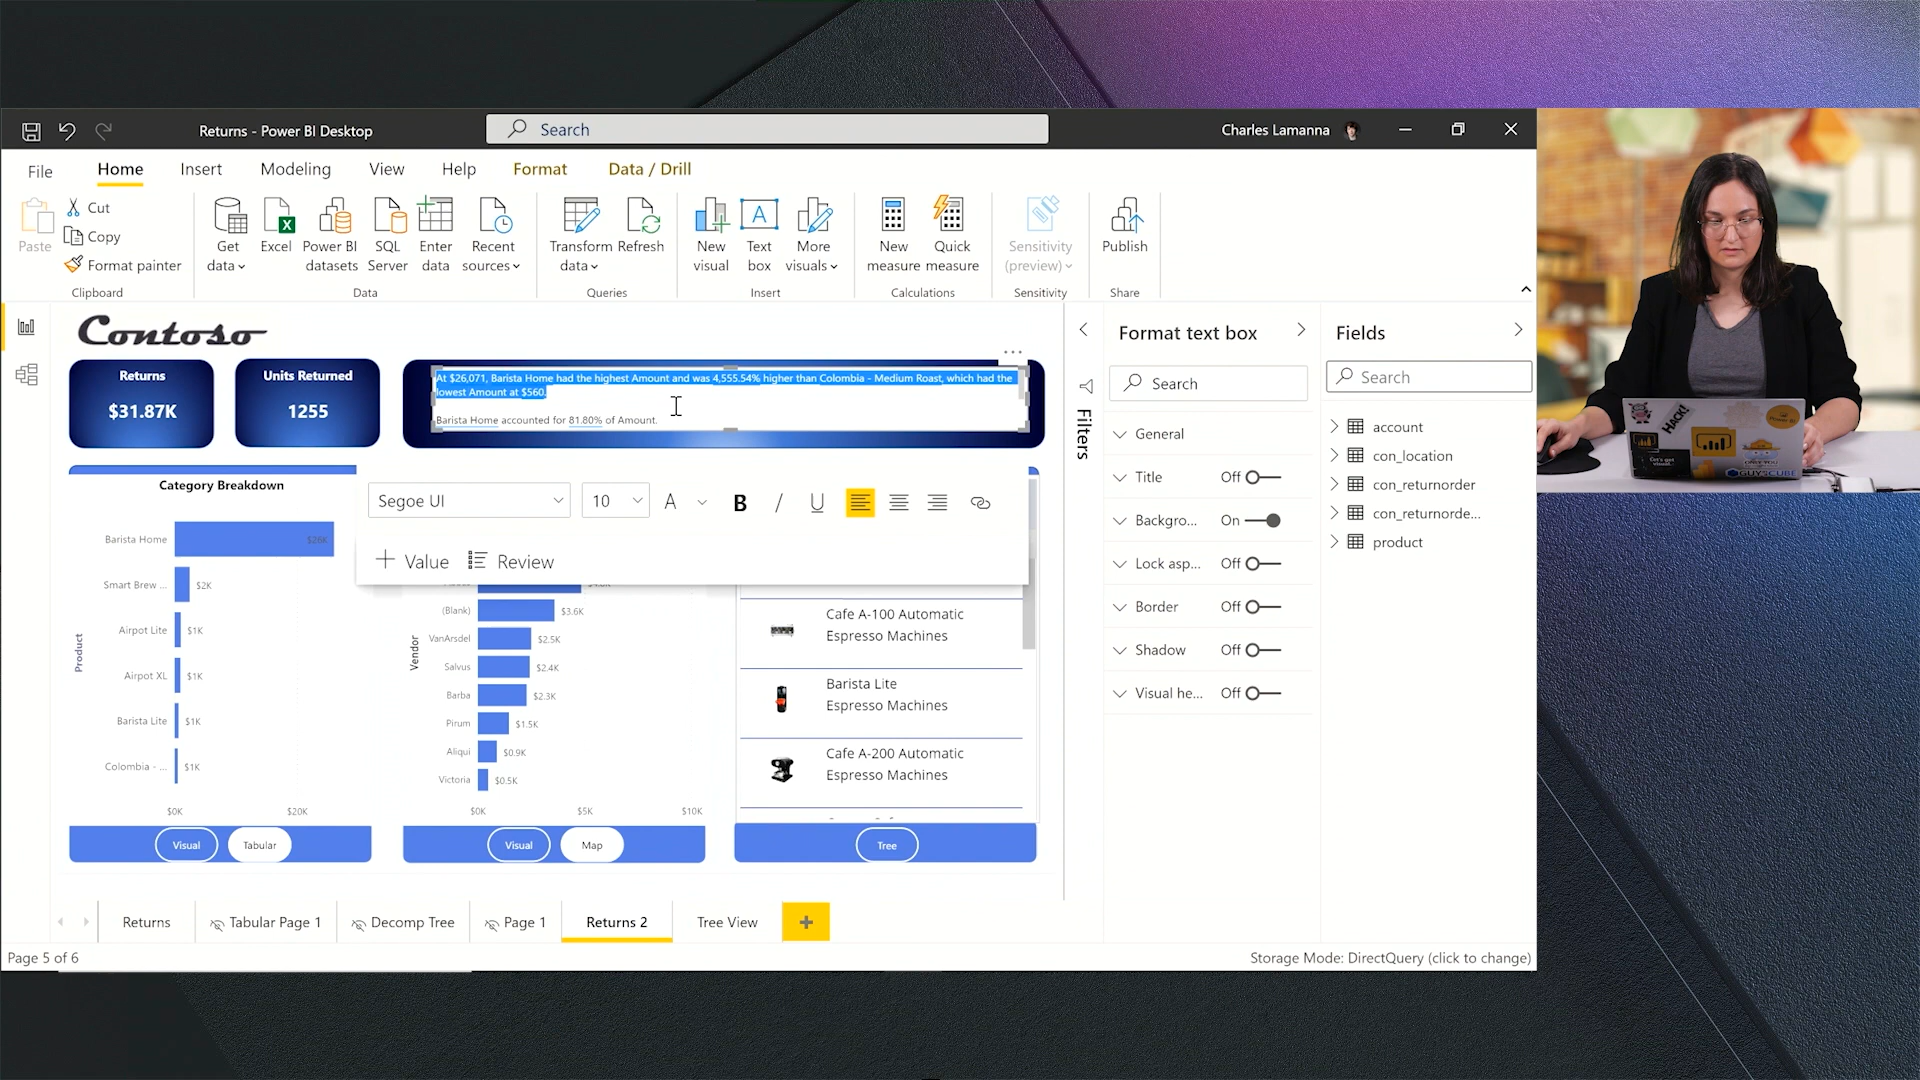 Returns - Power BI Desktop
Search
Charles Lamanna
File
Home
Insert
Modeling
View
Help
Format
Data / Drill
Paste
Cut
Copy
Format painter
Clipboard
Get data
Excel
Power BI datasets
SQL Server
Enter data
Recent sources
Data
Transform data
Refresh
Queries
New visual
Text box
More visuals
Insert
New measure
Quick measure
Calculations
Sensitivity (preview)
Sensitivity
Publish
Share
Contoso
Returns
$31.87K
Units Returned
1255
At $26,071, Barista Home had the highest Amount and was 4,555.54% higher than Colombia - Medium Roast, which had the
lowest Amount at $560.
Barista Home accounted for 81.80% of Amount.
Segoe UI
10
A
B
I
U
Value
Review
Category Breakdown
Product
Barista Home
$26K
Smart Brew ...
$2K
Airpot Lite
$1K
Airpot XL
$1K
Barista Lite
$1K
Colombia - ...
$1K
$0K
$20K
Visual
Tabular
Vendor
(Blank)
$3.6K
VanArsdel
$2.5K
Salvus
$2.4K
Barba
$2.3K
Pirum
$1.5K
Aliqui
$0.9K
Victoria
$0.5K
$0K
$5K
$10K
Visual
Map
Cafe A-100 Automatic
Espresso Machines
Barista Lite
Espresso Machines
Cafe A-200 Automatic
Espresso Machines
Tree
Filters
Format text box
Search
General
Title
Off
Backgro...
On
Lock asp...
Off
Border
Off
Shadow
Off
Visual he...
Off
Fields
Search
account
con_location
con_returnorder
con_returnorde...
product
Returns
Tabular Page 1
Decomp Tree
Page 1
Returns 2
Tree View
+
Page 5 of 6
Storage Mode: DirectQuery (click to change)
HACK!
GUYSCUBE